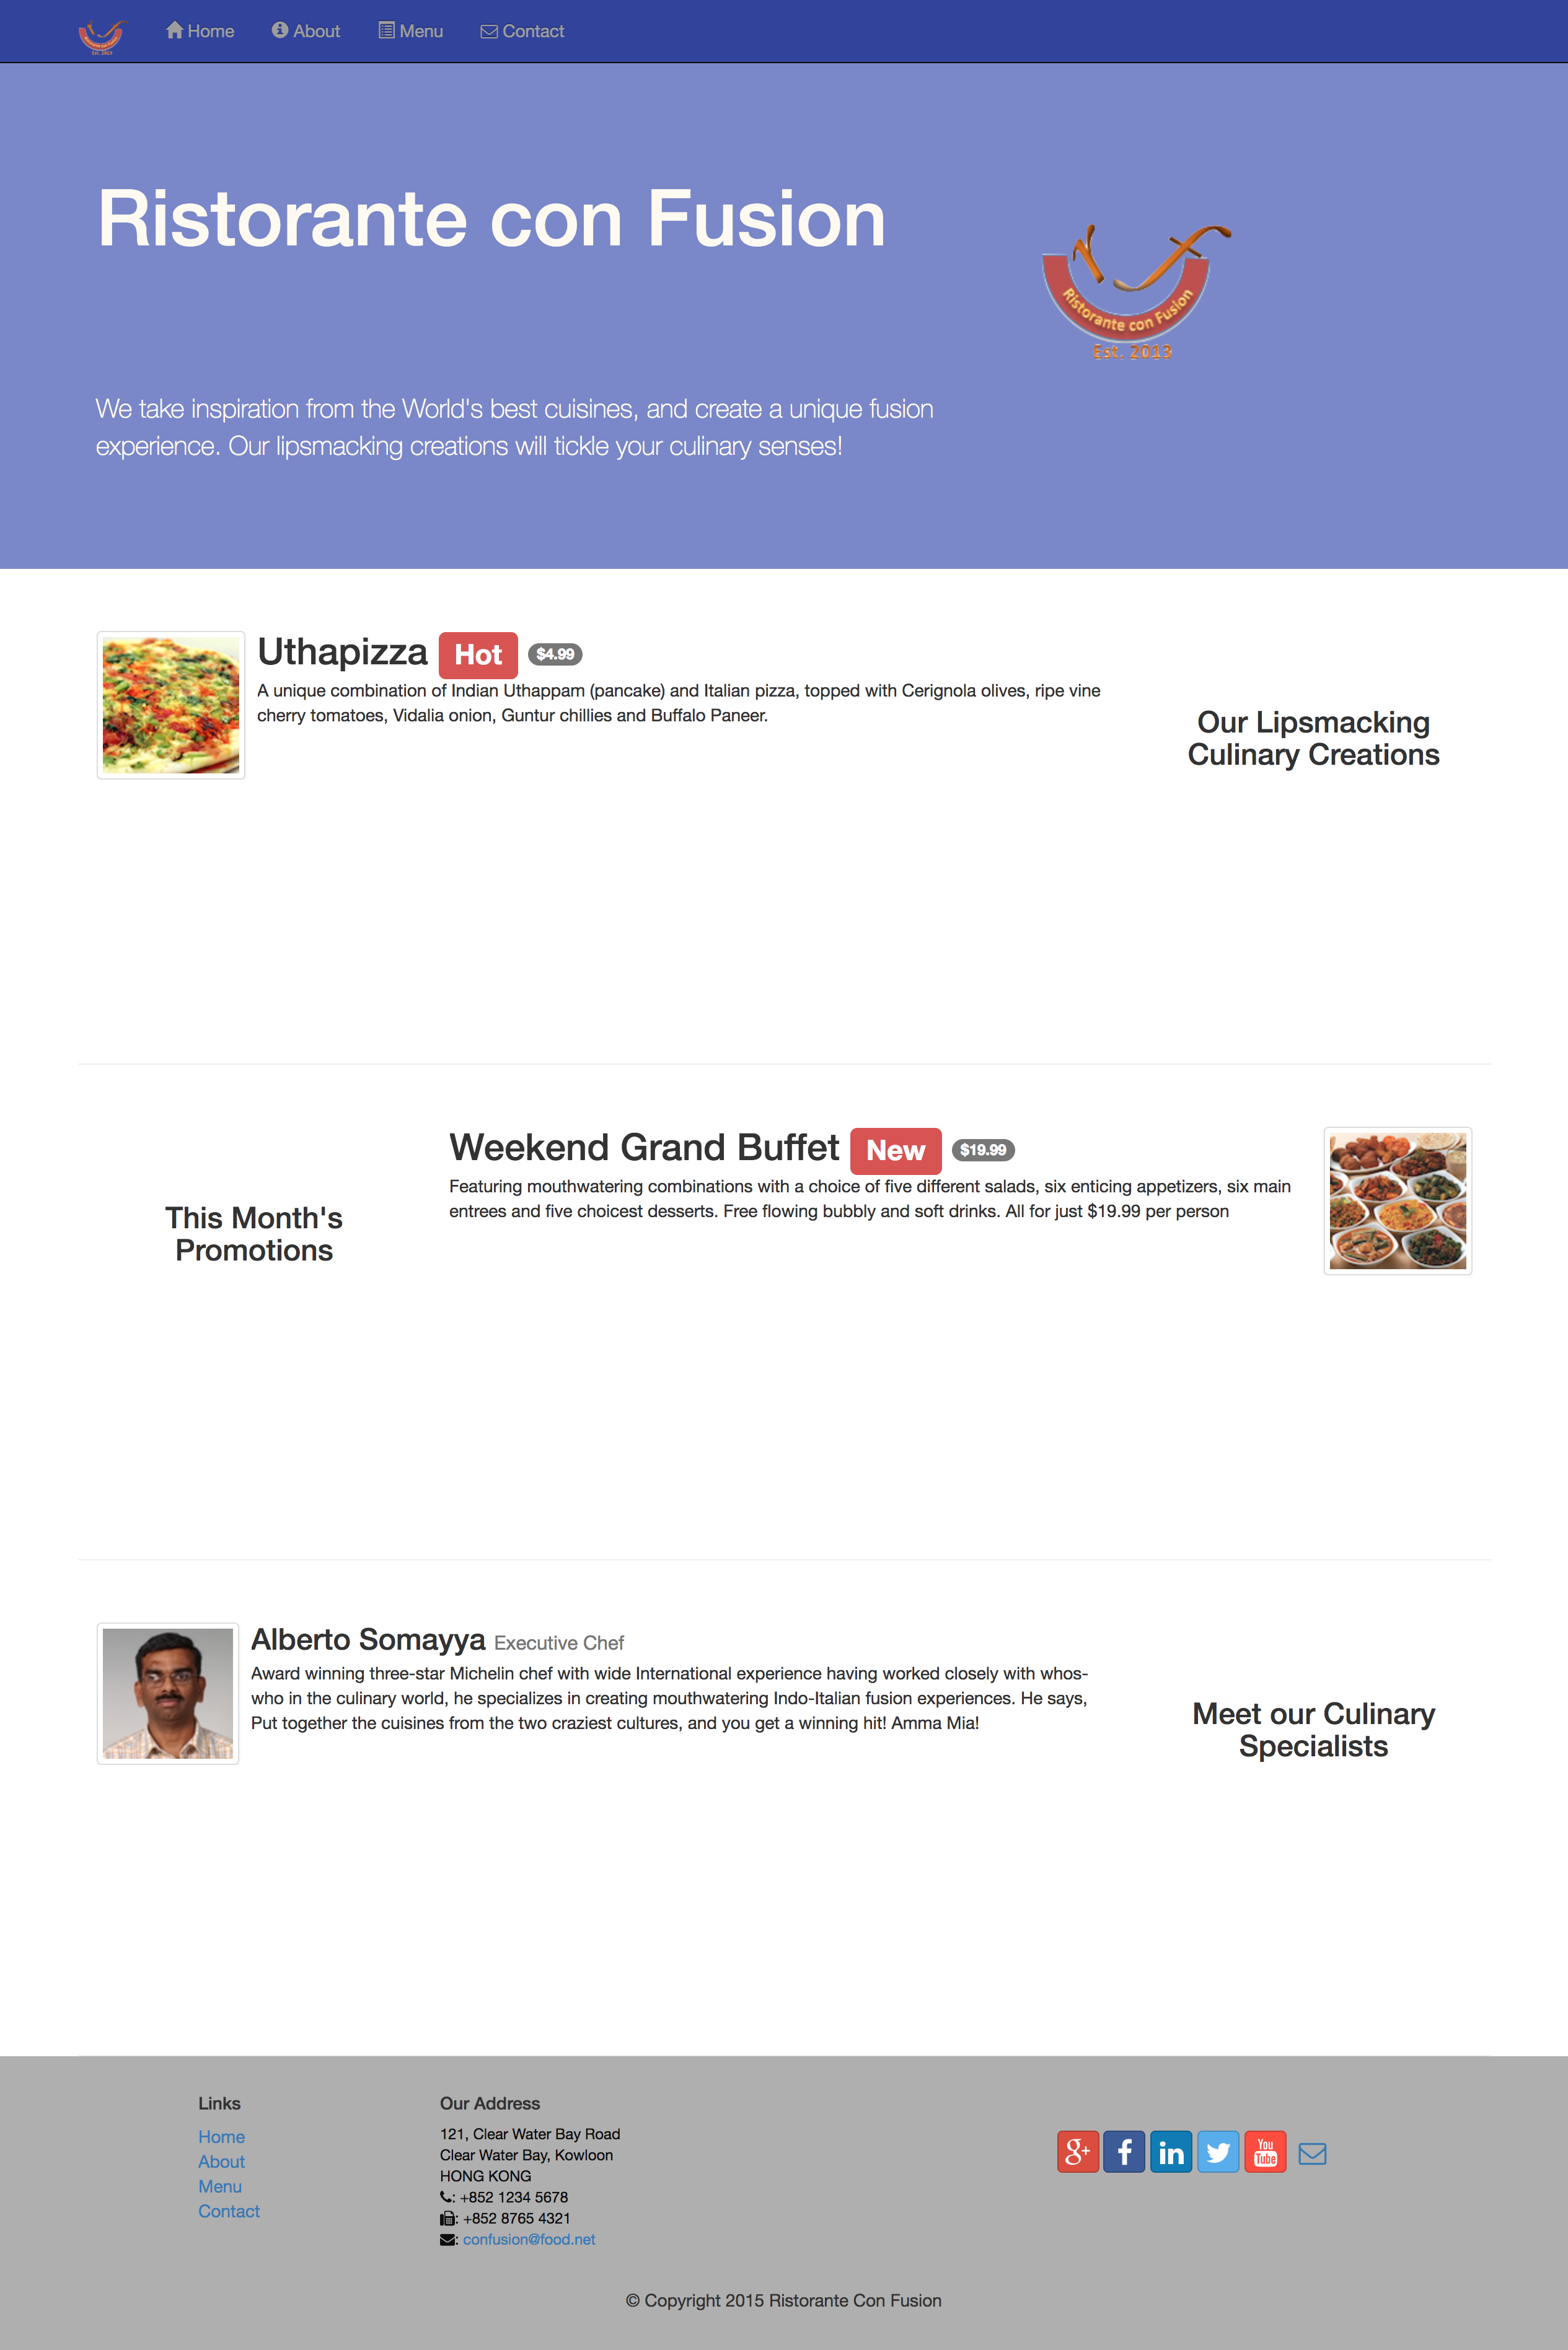 Home About Menu Contact
Ristorante con Fusion
Ristorante con Fusion
Est. 2013
We take inspiration from the World's best cuisines, and create a unique fusion
experience. Our lipsmacking creations will tickle your culinary senses!
Uthapizza Hot $4.99
A unique combination of Indian Uthappam (pancake) and Italian pizza, topped with Cerignola olives, ripe vine
cherry tomatoes, Vidalia onion, Guntur chillies and Buffalo Paneer.
Our Lipsmacking
Culinary Creations
This Month's
Promotions
Weekend Grand Buffet New $19.99
Featuring mouthwatering combinations with a choice of five different salads, six enticing appetizers, six main
entrees and five choicest desserts. Free flowing bubbly and soft drinks. All for just $19.99 per person
Alberto Somayya Executive Chef
Award winning three-star Michelin chef with wide International experience having worked closely with whos-
who in the culinary world, he specializes in creating mouthwatering Indo-Italian fusion experiences. He says,
Put together the cuisines from the two craziest cultures, and you get a winning hit! Amma Mia!
Meet our Culinary
Specialists
Links
Home
About
Menu
Contact
Our Address
121, Clear Water Bay Road
Clear Water Bay, Kowloon
HONG KONG
: +852 1234 5678
: +852 8765 4321
: confusion@food.net
g+ f in You Tube
© Copyright 2015 Ristorante Con Fusion